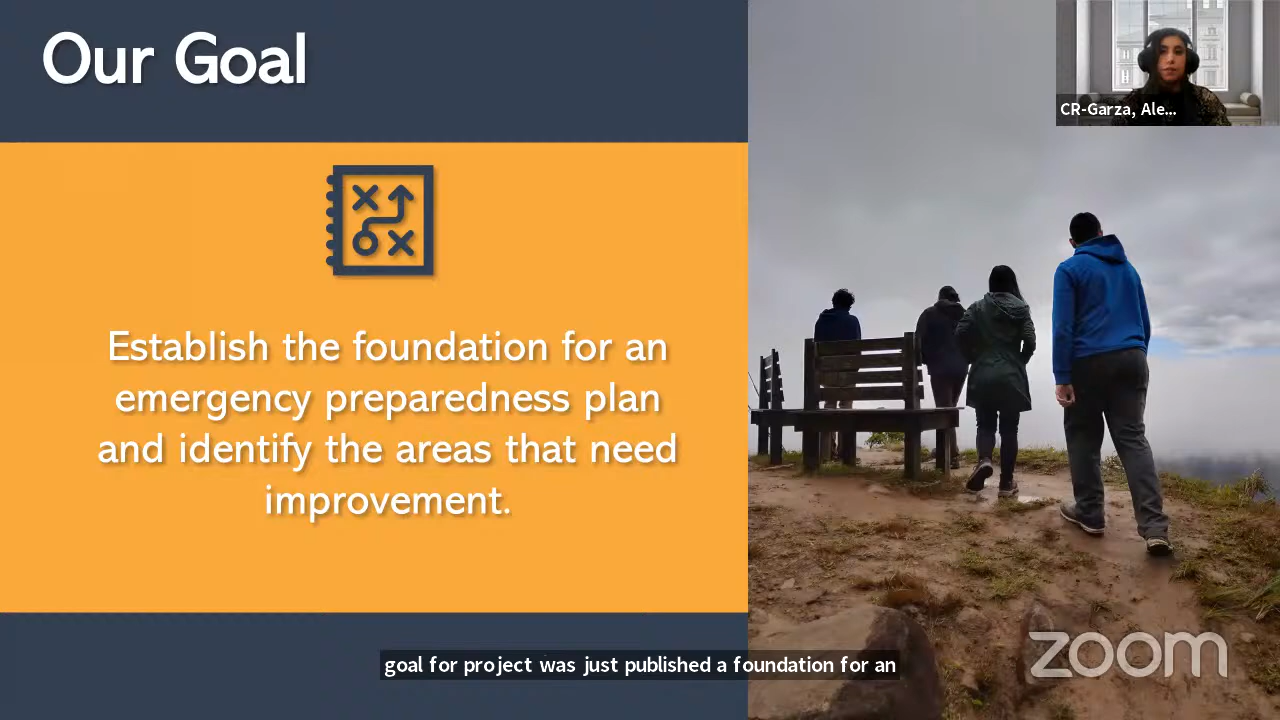 Our Goal
CR-Garza, Ale...
Establish the foundation for an
emergency preparedness plan
and identify the areas that need
improvement.
goal for project was just published a foundation for an
zoom